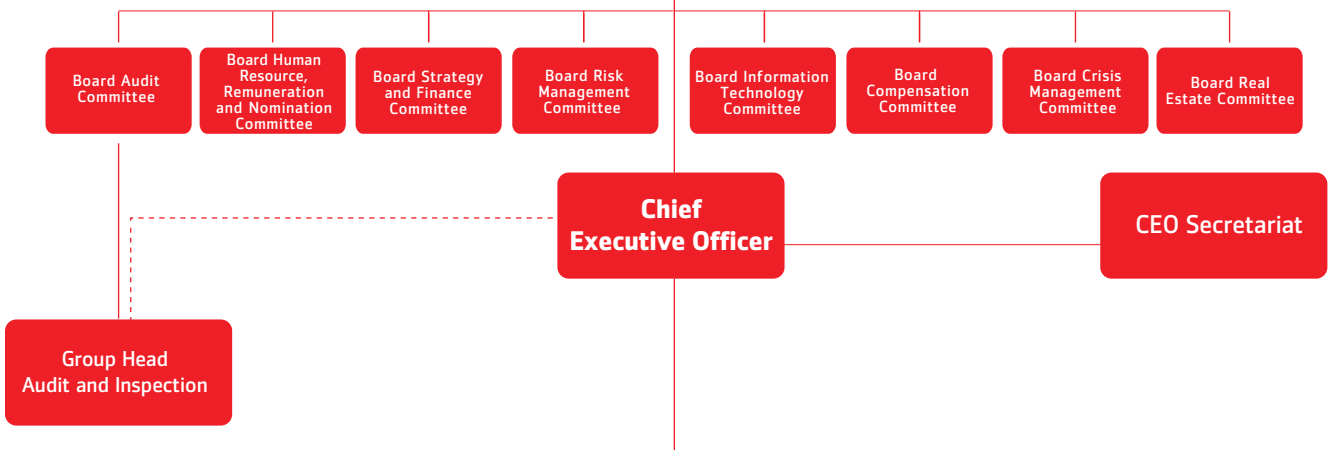 Board Audit
Committee
Board Human
Resource,
Remuneration
and Nomination
Committee
Board Strategy
and Finance
Committee
Board Risk
Management
Committee
Board Information
Technology
Committee
Board
Compensation
Committee
Board Crisis
Management
Committee
Board Real
Estate Committee
Chief
Executive Officer
CEO Secretariat
Group Head
Audit and Inspection